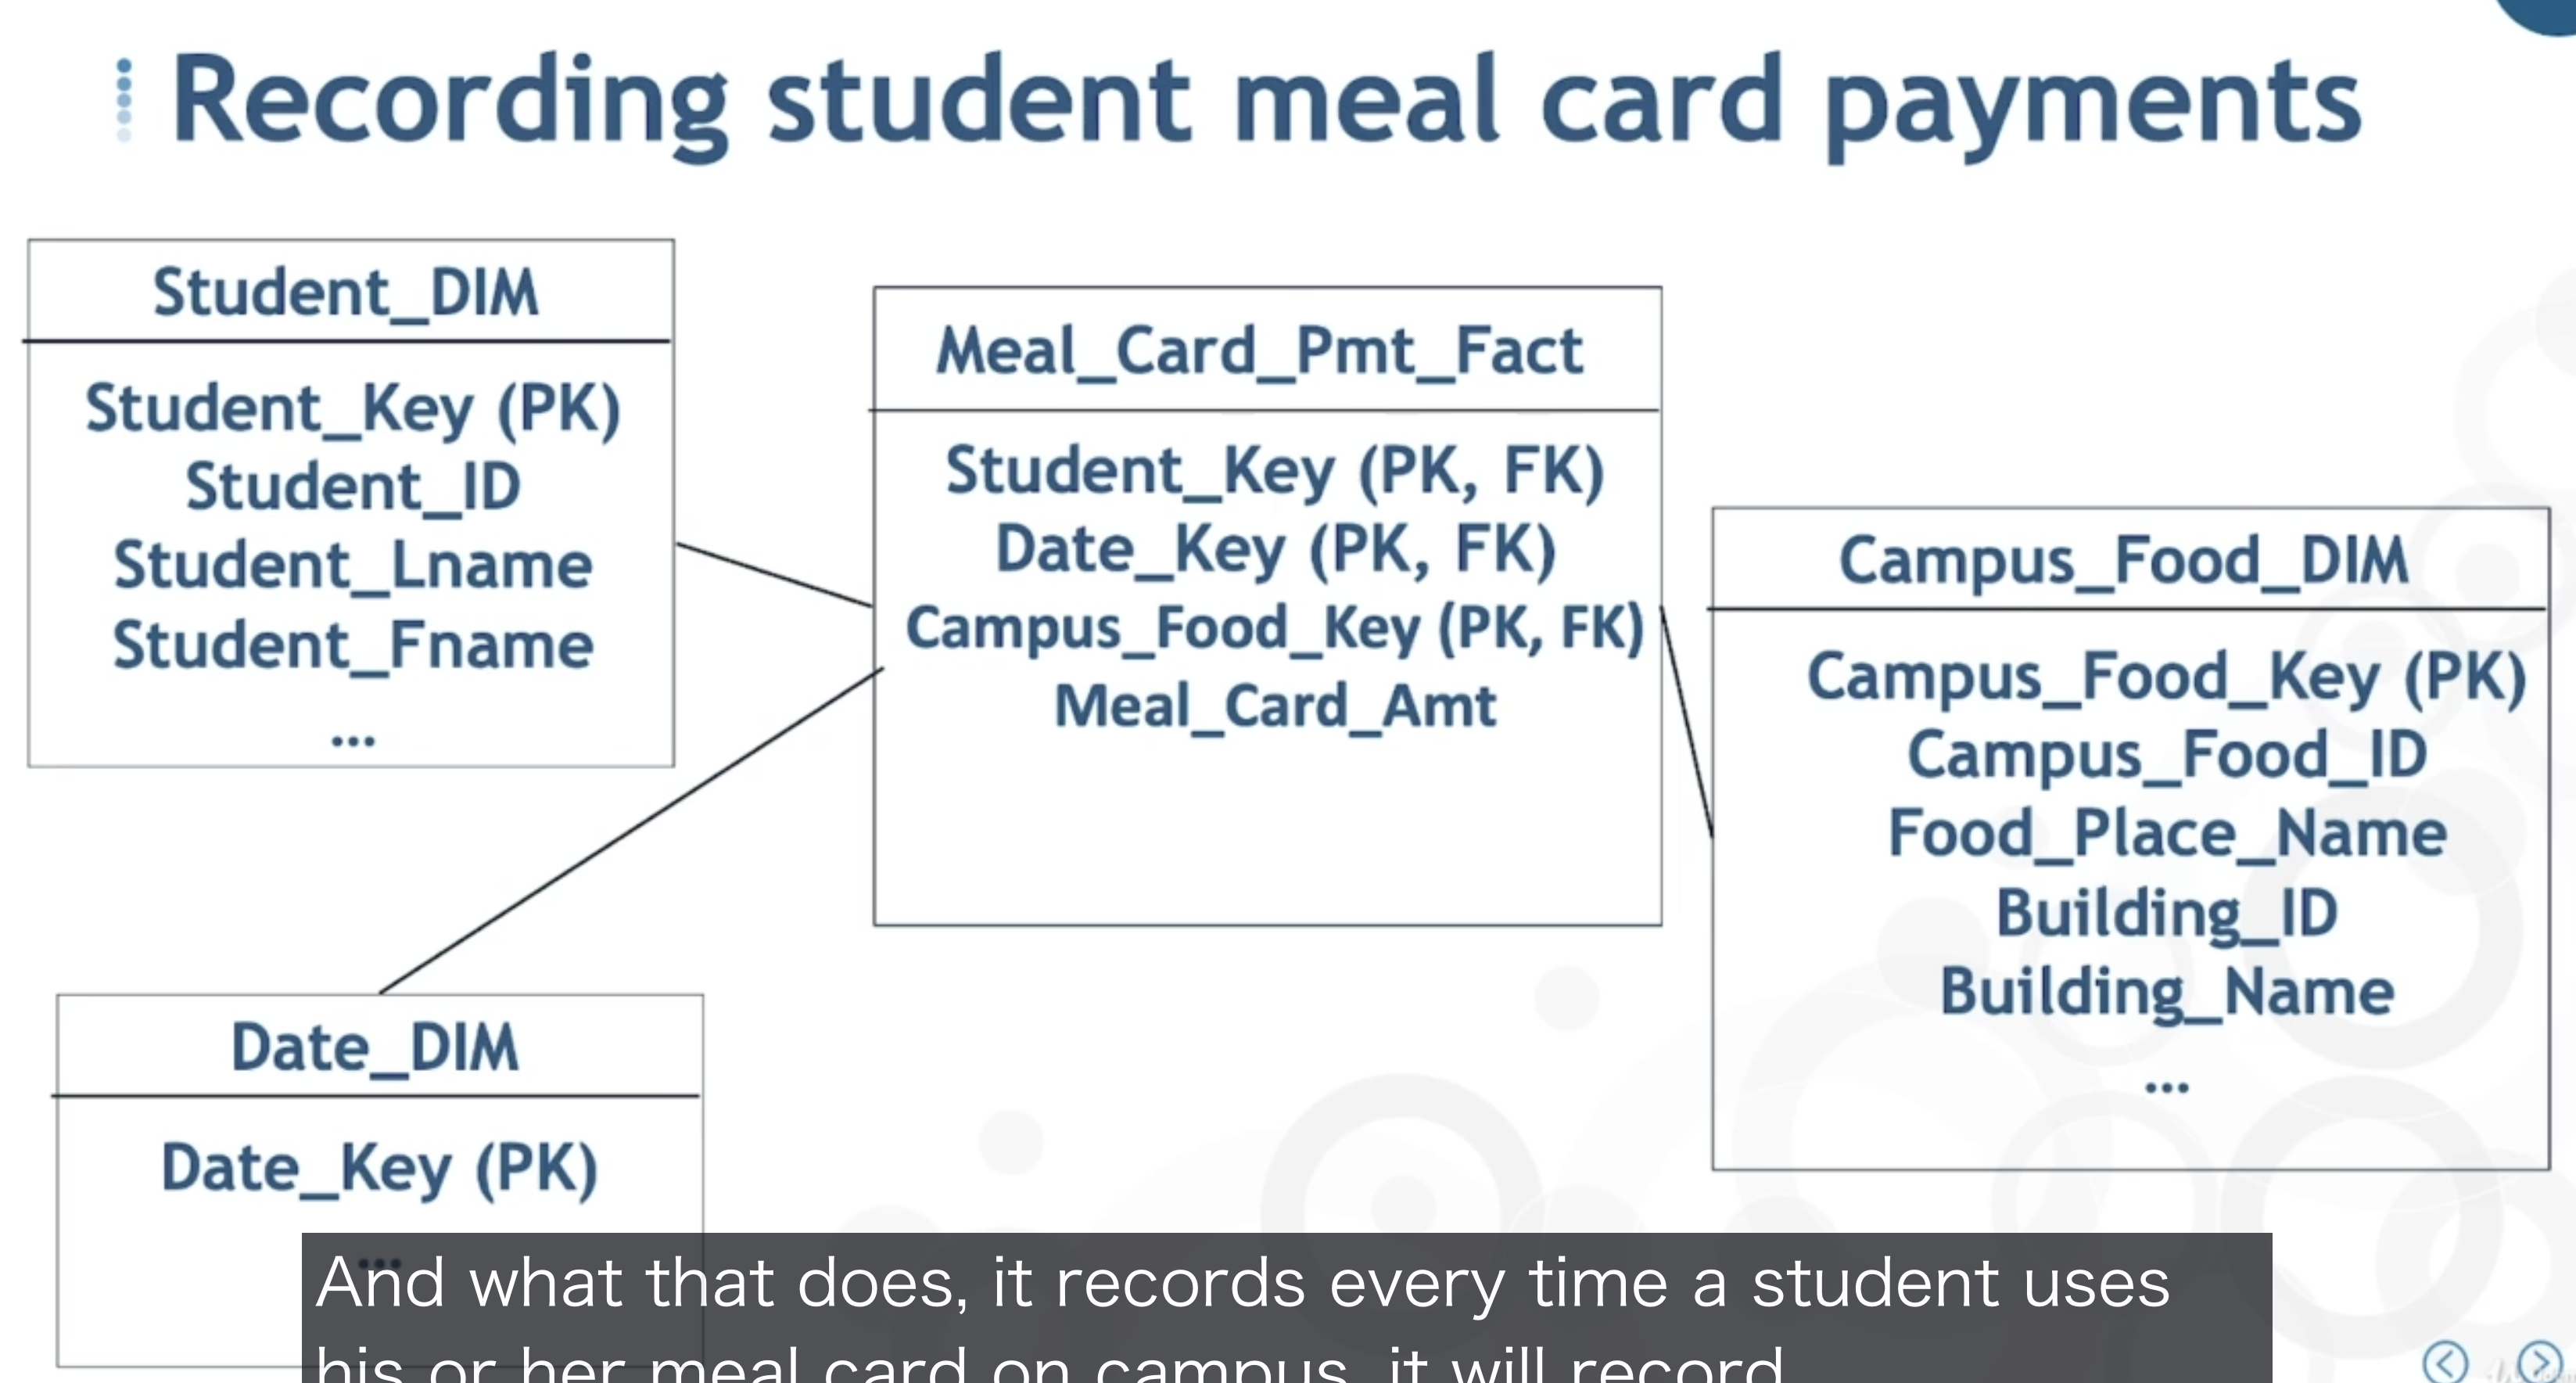 Recording student meal card payments
Student_DIM
Student_Key (PK)
Student_ID
Student_Lname
Student_Fname
...
Meal_Card_Pmt_Fact
Student_Key (PK, FK)
Date_Key (PK, FK)
Campus_Food_Key (PK, FK)
Meal_Card_Amt
Campus_Food_DIM
Campus_Food_Key (PK)
Campus_Food_ID
Food_Place_Name
Building_ID
Building_Name
...
Date_DIM
Date_Key (PK)
...
And what that does, it records every time a student uses
his or her meal card on campus, it will record